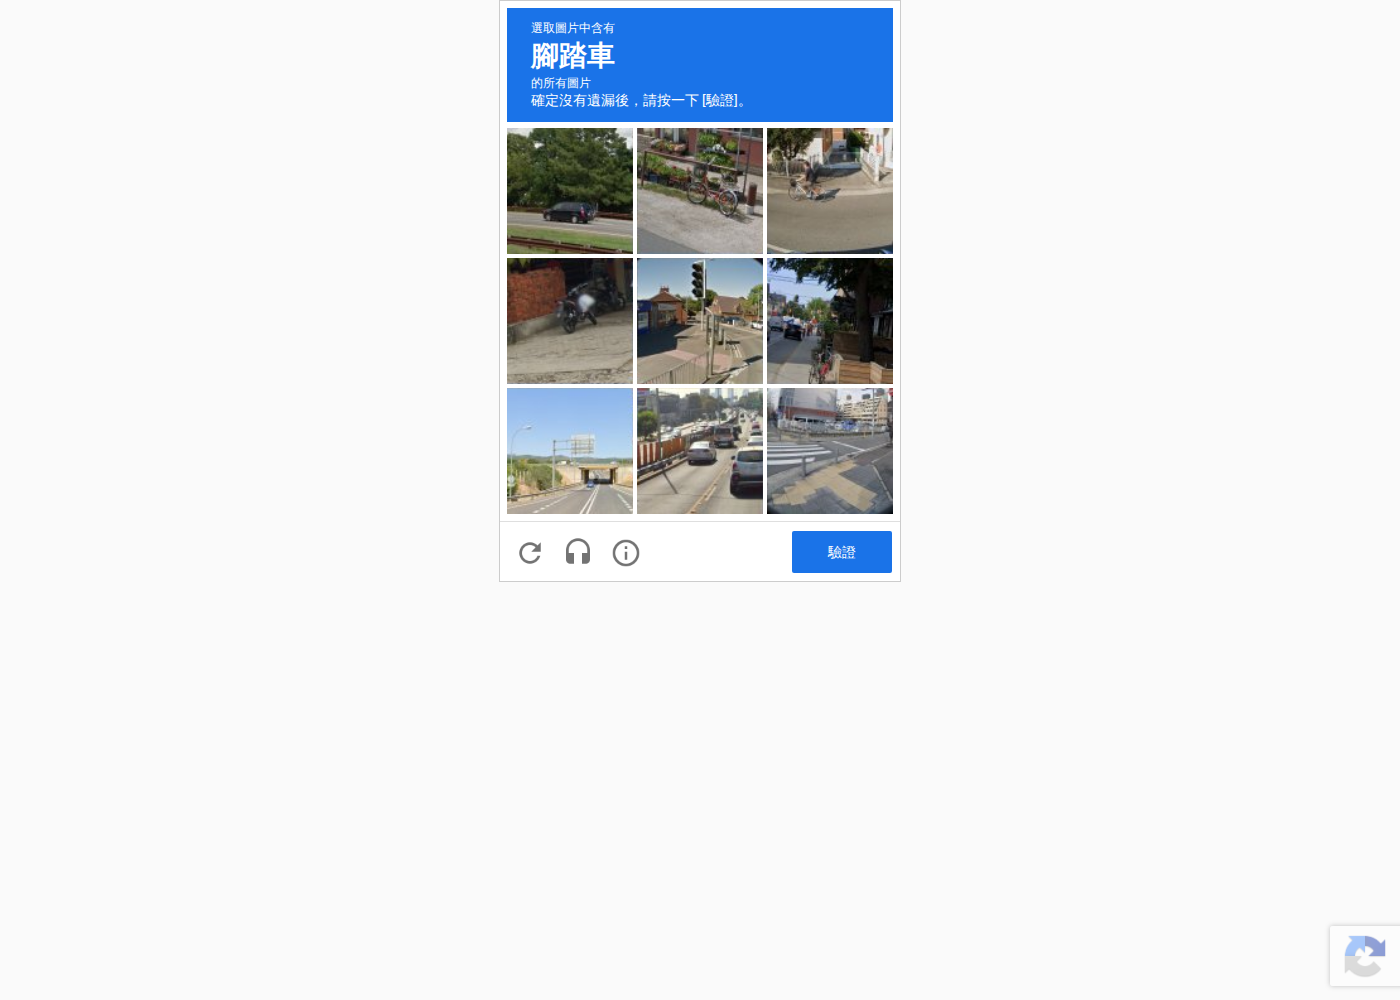 選取圖片中含有
腳踏車
的所有圖片
確定沒有遺漏後，請按一下 [驗證]。
驗證